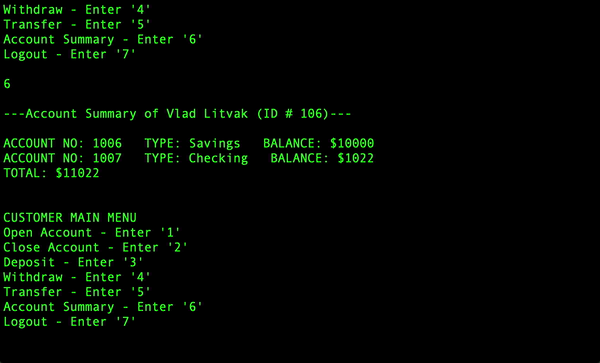 Withdraw - Enter '4'
Transfer - Enter '5'
Account Summary - Enter '6'
Logout - Enter '7'
6
---Account Summary of Vlad Litvak (ID # 106)---
ACCOUNT NO: 1006   TYPE: Savings   BALANCE: $10000
ACCOUNT NO: 1007   TYPE: Checking   BALANCE: $1022
TOTAL: $11022
CUSTOMER MAIN MENU
Open Account - Enter '1'
Close Account - Enter '2'
Deposit - Enter '3'
Withdraw - Enter '4'
Transfer - Enter '5'
Account Summary - Enter '6'
Logout - Enter '7'